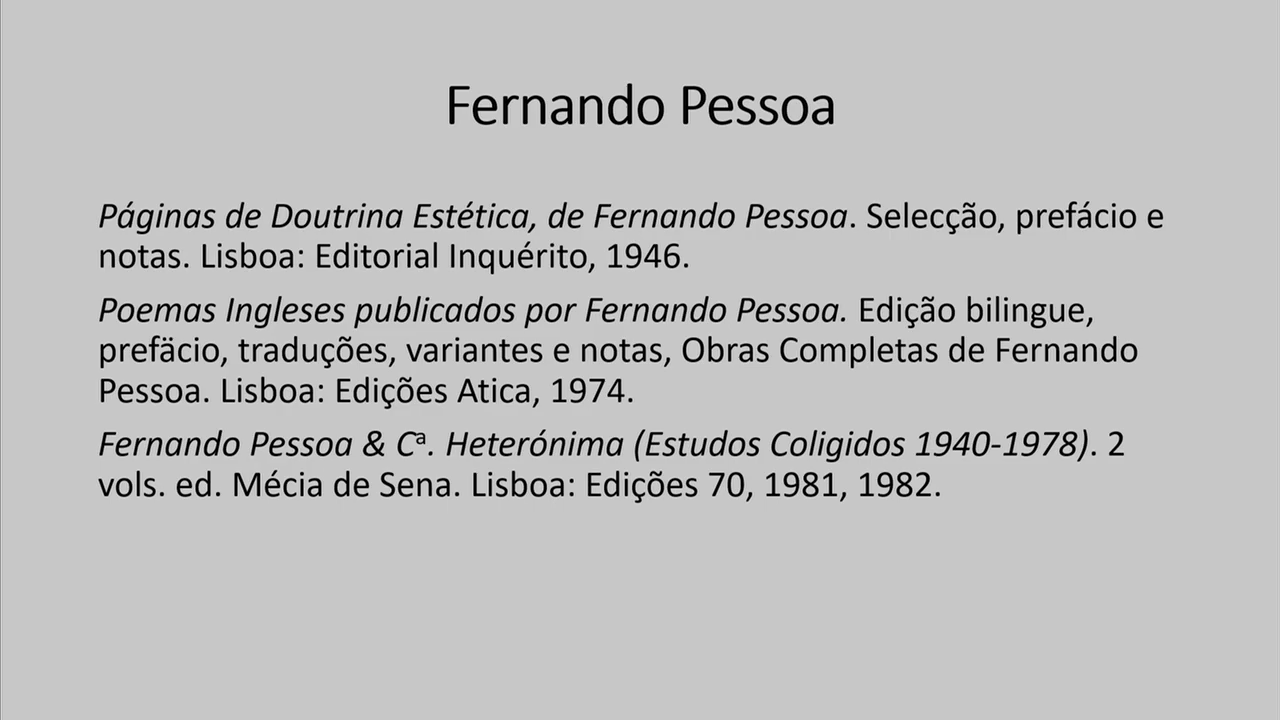 Fernando Pessoa
Páginas de Doutrina Estética, de Fernando Pessoa. Selecção, prefácio e
notas. Lisboa: Editorial Inquérito, 1946.
Poemas Ingleses publicados por Fernando Pessoa. Edição bilingue,
prefäcio, traduções, variantes e notas, Obras Completas de Fernando
Pessoa. Lisboa: Edições Atica, 1974.
Fernando Pessoa & Cª. Heterónima (Estudos Coligidos 1940-1978). 2
vols. ed. Mécia de Sena. Lisboa: Edições 70, 1981, 1982.